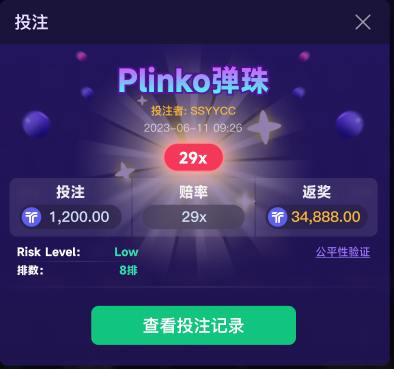 投注
Plinko弹珠
投注者: SSYYCC
2023-06-11 09:26
29x
投注 赔率 返奖
1,200.00 29x 34,888.00
Risk Level: Low 公平性验证
排数: 8排
查看投注记录